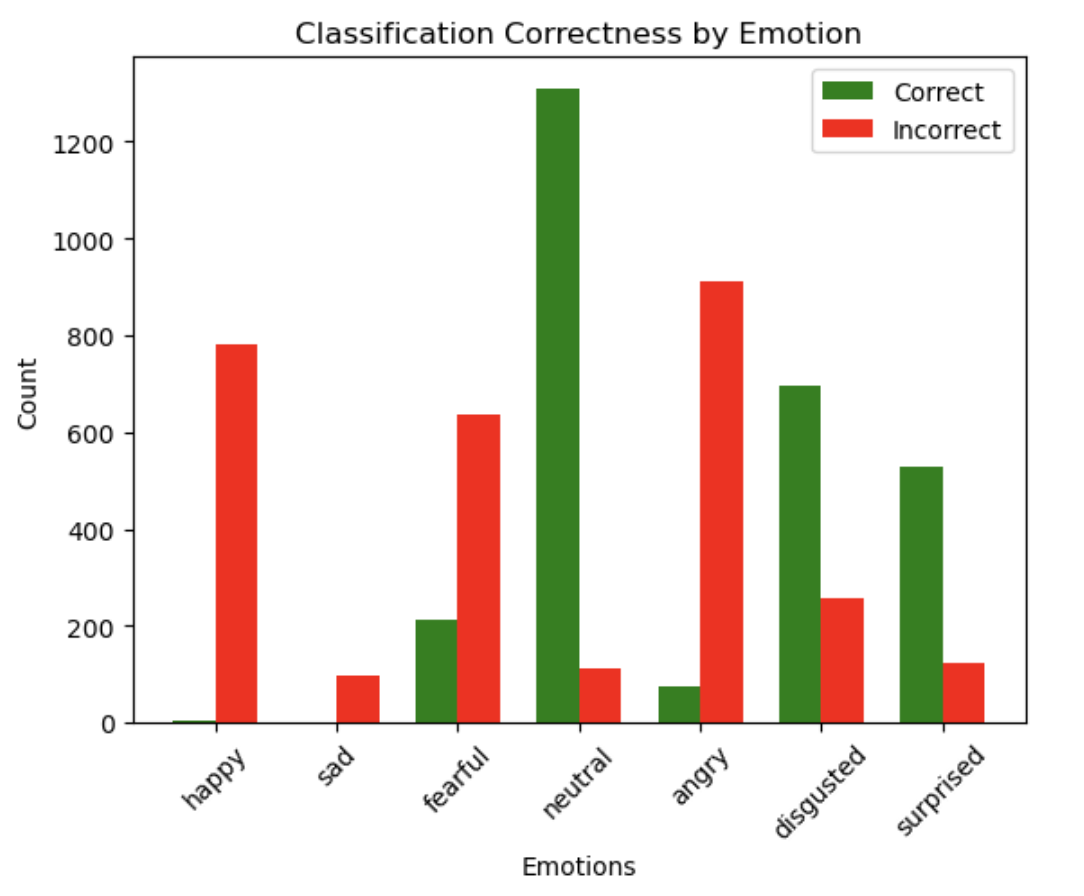 Classification Correctness by Emotion
Correct
Incorrect
1200
1000
800
600
400
200
0
Count
happy
sad
fearful
neutral
angry
disgusted
surprised
Emotions